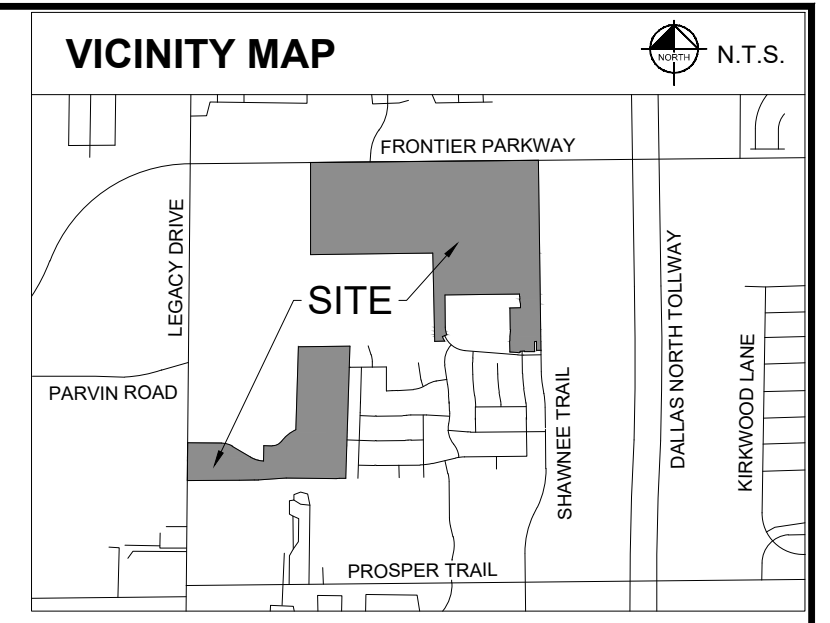 VICINITY MAP
NORTH
N.T.S.
FRONTIER PARKWAY
LEGACY DRIVE
SITE
PARVIN ROAD
SHAWNEE TRAIL
DALLAS NORTH TOLLWAY
KIRKWOOD LANE
PROSPER TRAIL